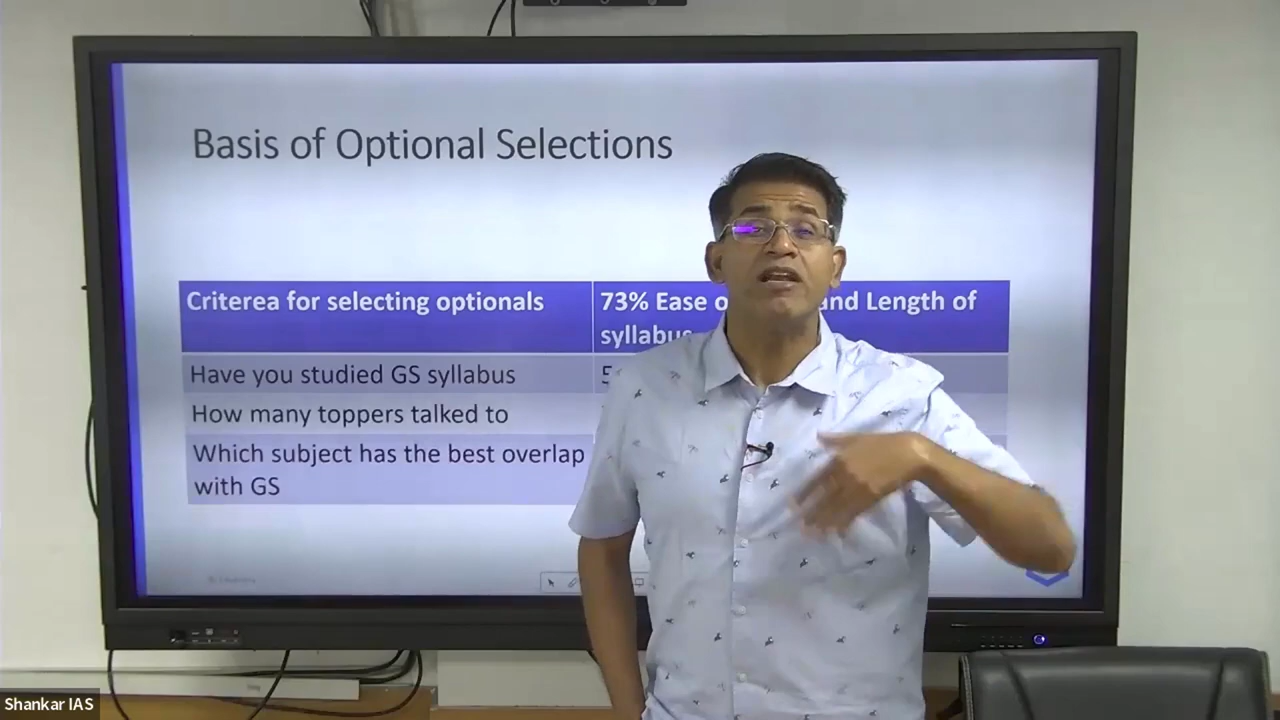 Basis of Optional Selections
Criterea for selecting optionals
73% Ease o and Length of
syllabus
Have you studied GS syllabus
5
How many toppers talked to
Which subject has the best overlap
with GS
Shankar IAS